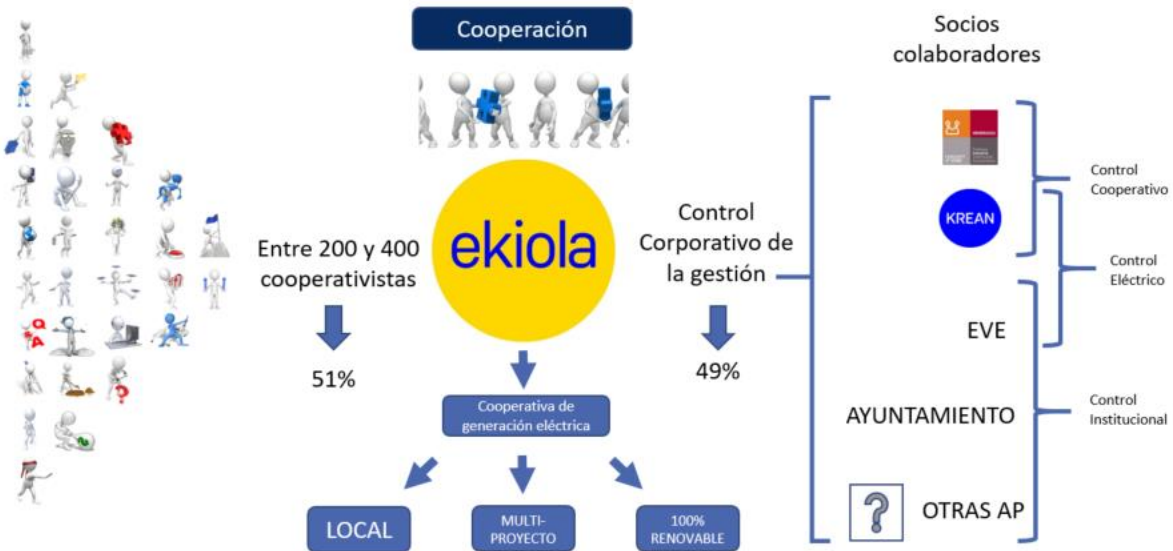 Cooperación
Socios
colaboradores
ekiola
Entre 200 y 400
cooperativistas
51%
Control
Corporativo de
la gestión
49%
KREAN
EVE
AYUNTAMIENTO
?
OTRAS AP
Control
Cooperativo
Control
Eléctrico
Control
Institucional
Cooperativa de
generación eléctrica
LOCAL
MULTI-
PROYECTO
100%
RENOVABLE
Q
A
?